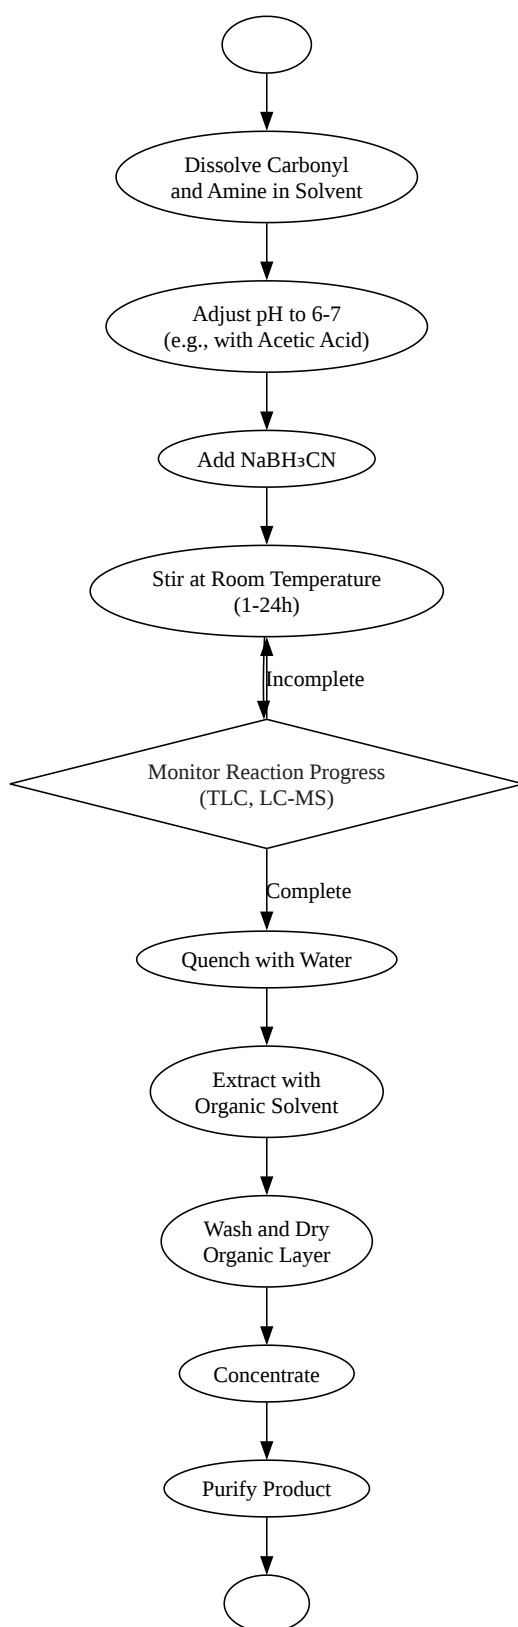 Dissolve Carbonyl
and Amine in Solvent
Adjust pH to 6-7
(e.g., with Acetic Acid)
Add NaBH₃CN
Stir at Room Temperature
(1-24h)
Incomplete
Monitor Reaction Progress
(TLC, LC-MS)
Complete
Quench with Water
Extract with
Organic Solvent
Wash and Dry
Organic Layer
Concentrate
Purify Product